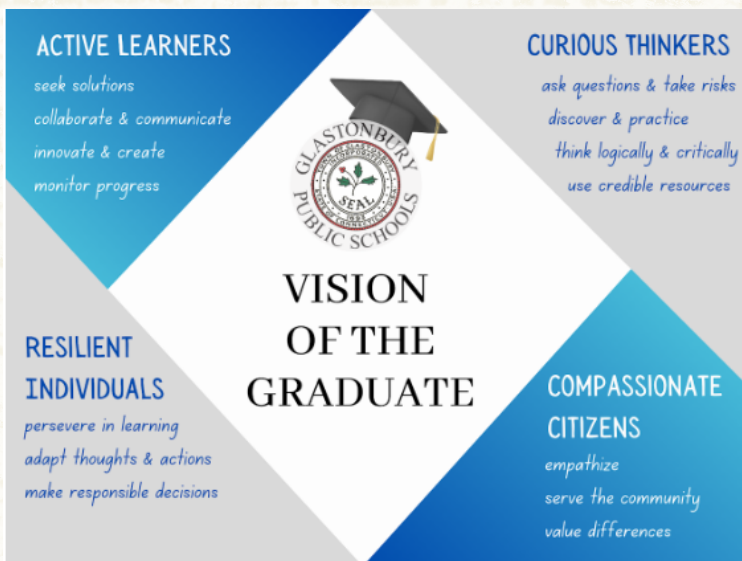 ACTIVE LEARNERS
seek solutions
collaborate & communicate
innovate & create
monitor progress
CURIOUS THINKERS
ask questions & take risks
discover & practice
think logically & critically
use credible resources
GLASTONBURY
PUBLIC SCHOOLS
SEAL
VISION
OF THE
GRADUATE
RESILIENT
INDIVIDUALS
persevere in learning
adapt thoughts & actions
make responsible decisions
COMPASSIONATE
CITIZENS
empathize
serve the community
value differences